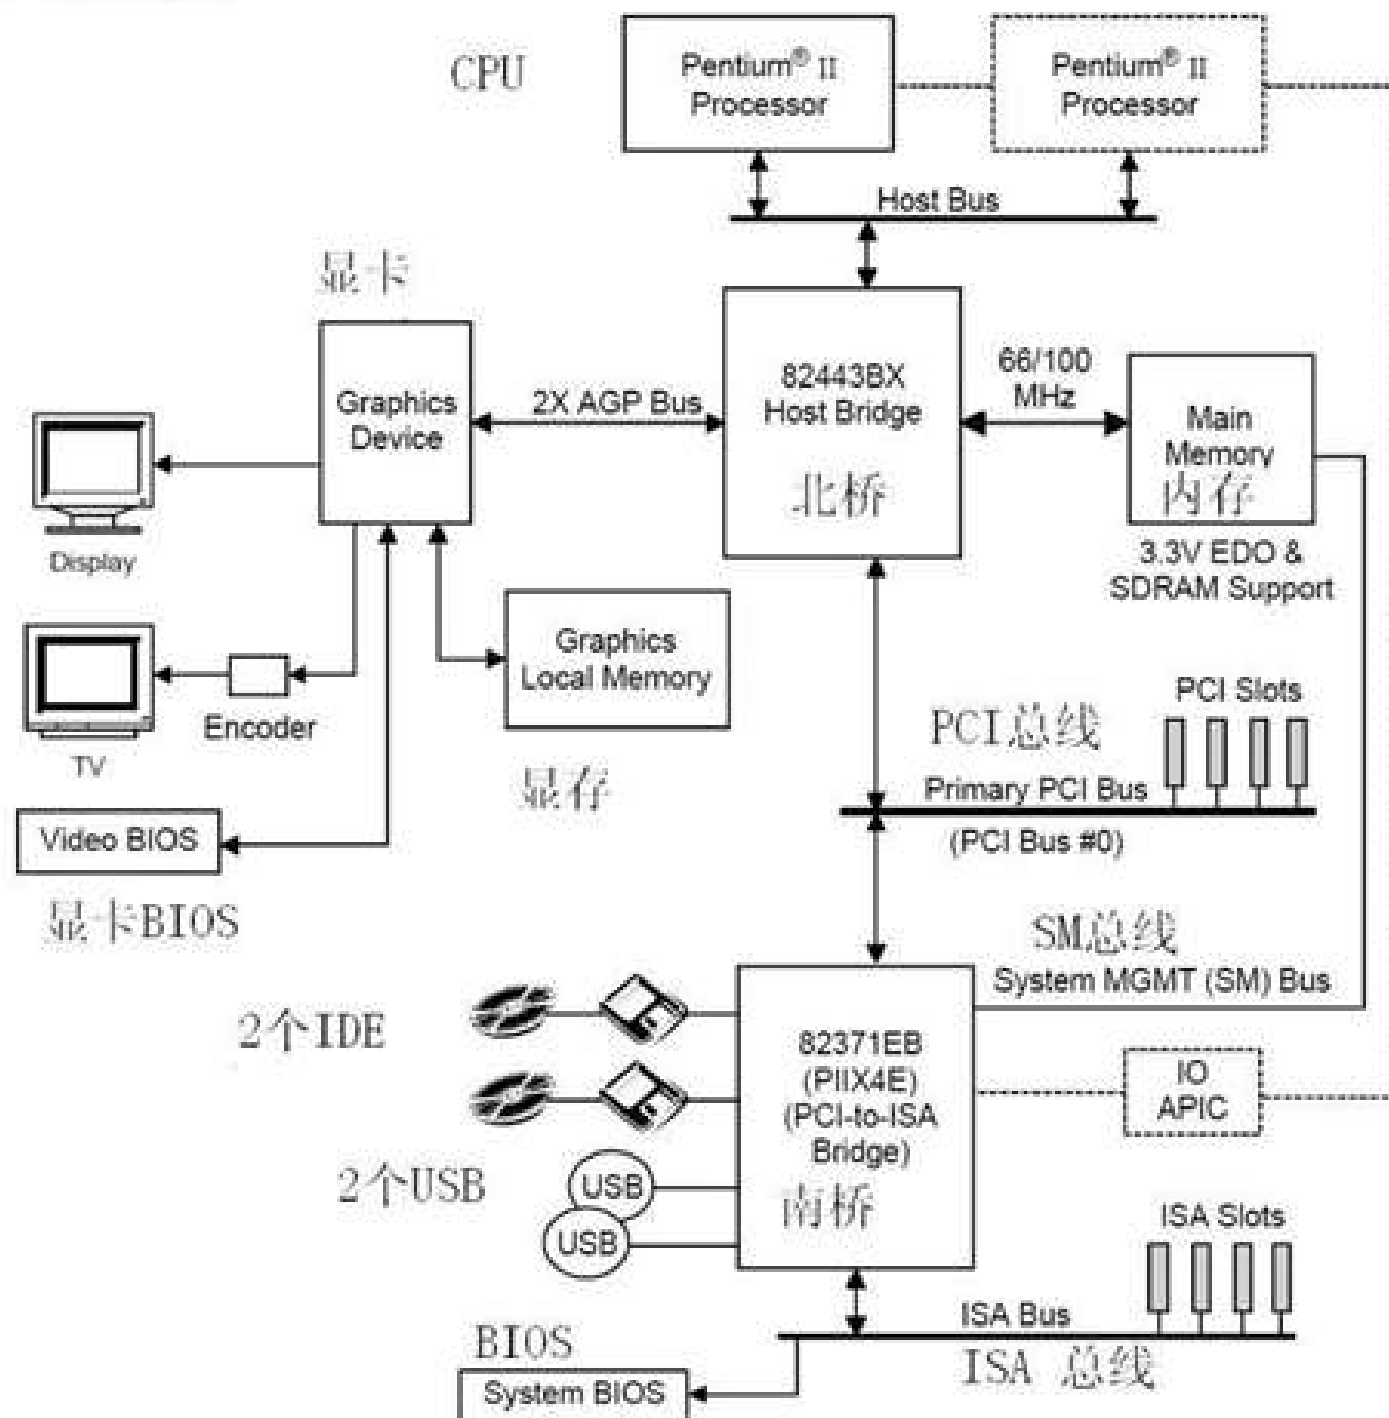 CPU
Pentium® II
Processor
Pentium® II
Processor
Host Bus
显卡
Graphics
Device
2X AGP Bus
82443BX
Host Bridge
北桥
66/100
MHz
Main
Memory
内存
3.3V EDO &
SDRAM Support
Display
Graphics
Local Memory
显存
Encoder
TV
PCI Slots
PCI总线
Primary PCI Bus
(PCI Bus #0)
Video BIOS
显卡BIOS
SM总线
System MGMT (SM) Bus
2个IDE
82371EB
(PIIX4E)
(PCI-to-ISA
Bridge)
南桥
IO
APIC
2个USB
USB
USB
ISA Slots
ISA Bus
ISA 总线
BIOS
System BIOS